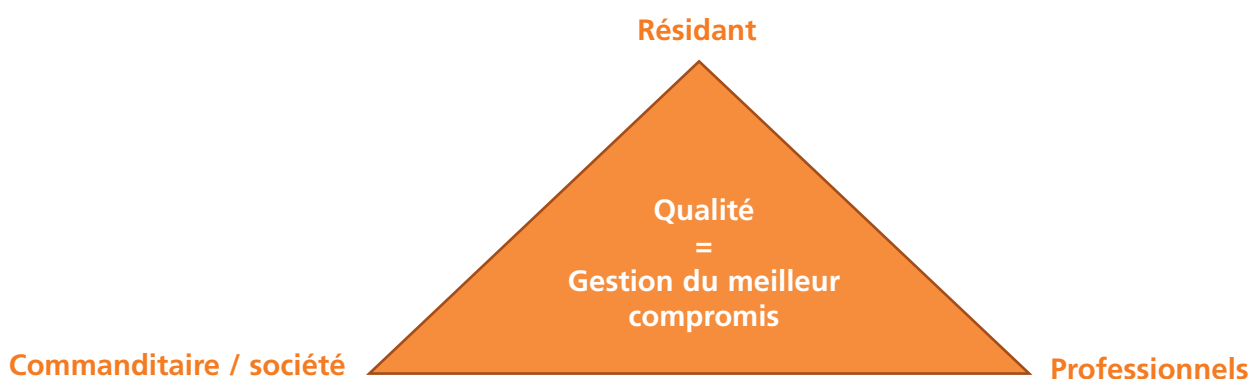 Résidant
Qualité
=
Gestion du meilleur
compromis
Commanditaire / société
Professionnels